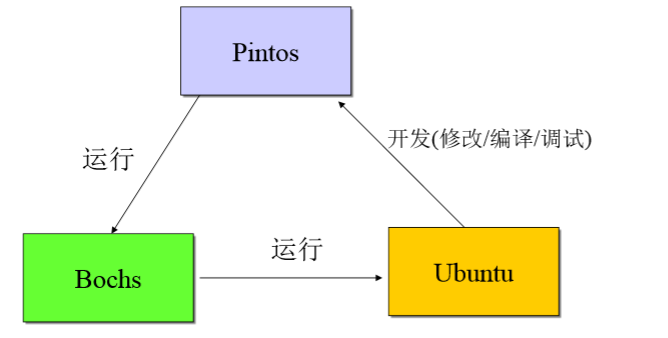 Pintos
开发(修改/编译/调试)
运行
运行
Bochs
Ubuntu